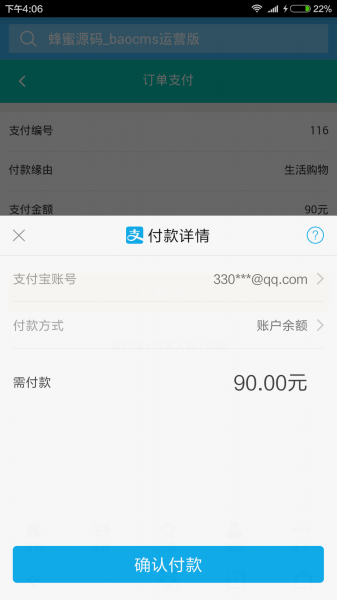 下午4:06
22%
蜂蜜源码_baocms运营版
订单支付
支付编号 116
付款缘由 生活购物
支付金额 90元
支 付款详情 ?
支付宝账号 330***@qq.com
付款方式 账户余额
需付款 90.00元
确认付款